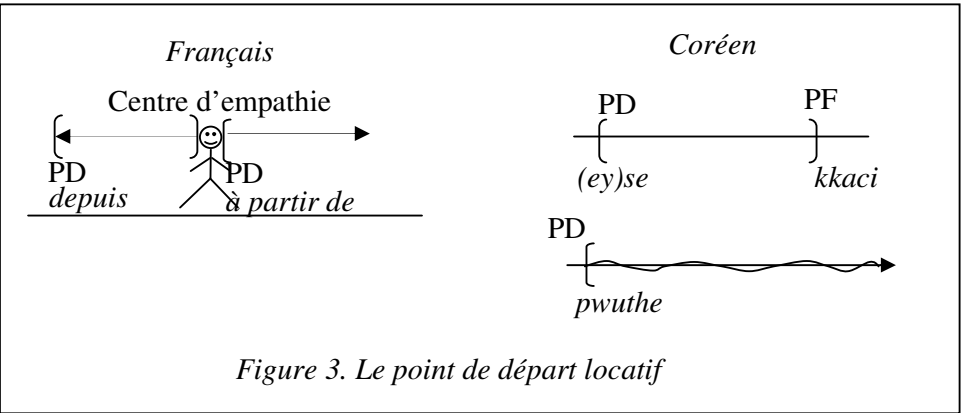 Français
Centre d'empathie
PD
PD
depuis
à partir de
Coréen
PD
PF
(ey)se
kkaci
PD
pwuthe
Figure 3. Le point de départ locatif